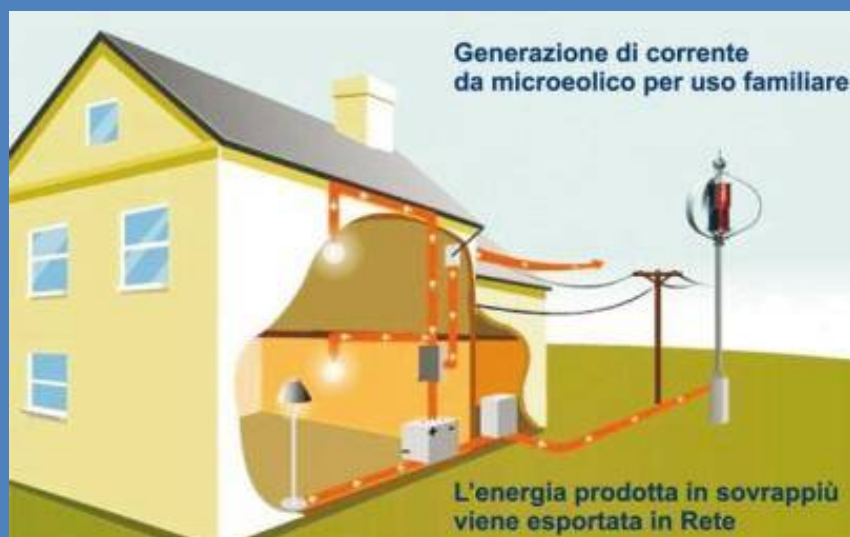 Generazione di corrente
da microeolico per uso familiare
L'energia prodotta in sovrappiù
viene esportata in Rete